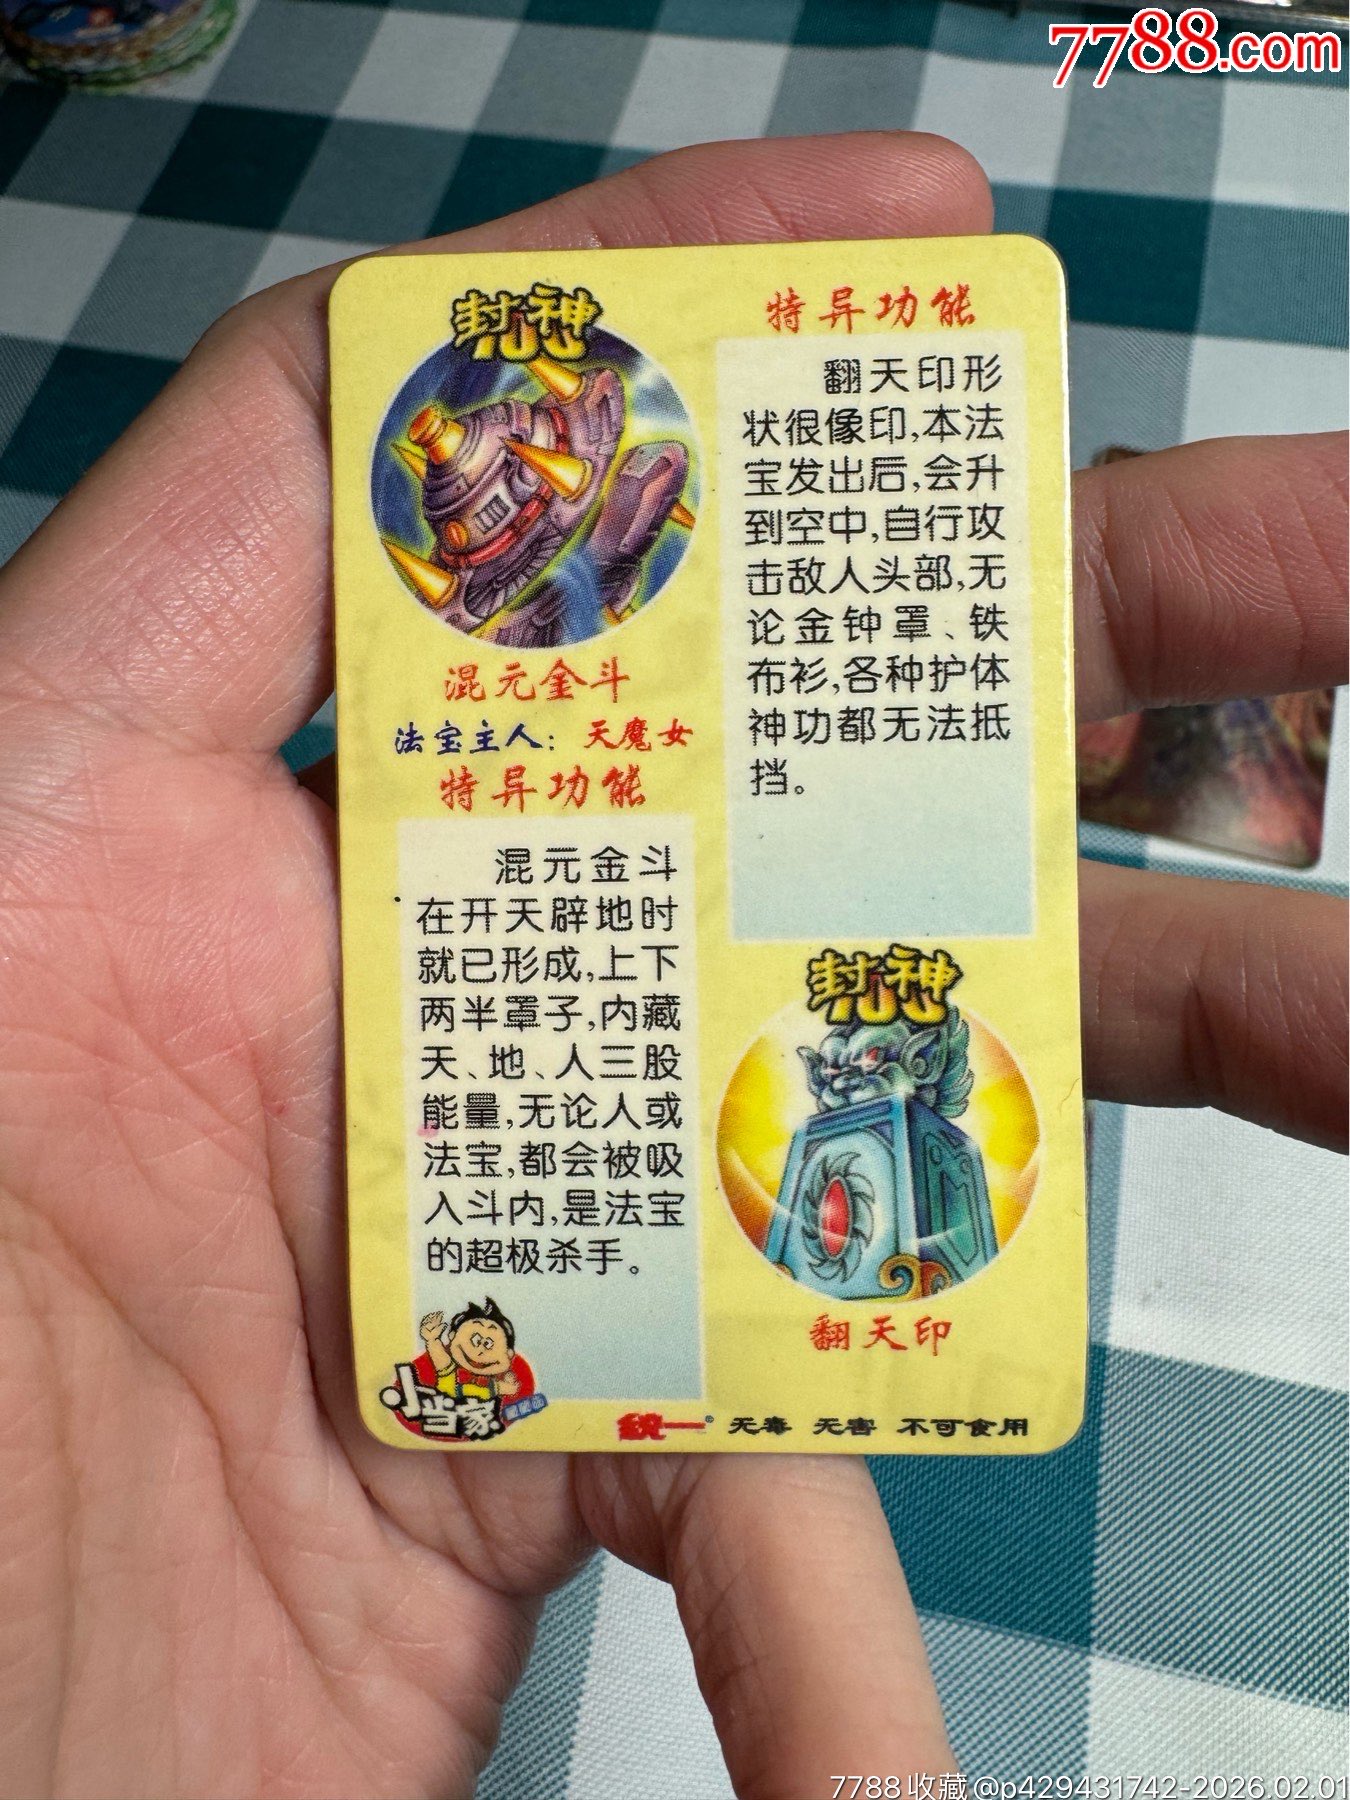 7788.com
封神
100
混元金斗
法宝主人：天魔女
特异功能
混元金斗
在开天辟地时
就已形成,上下
两半罩子,内藏
天、地、人三股
能量,无论人或
法宝,都会被吸
入斗内,是法宝
的超极杀手。
小当家
特异功能
翻天印形
状很像印,本法
宝发出后,会升
到空中,自行攻
击敌人头部,无
论金钟罩、铁
布衫,各种护体
神功都无法抵
挡。
封神
100
翻天印
统一® 无毒 无害 不可食用
7788收藏@p429431742-2026.02.01